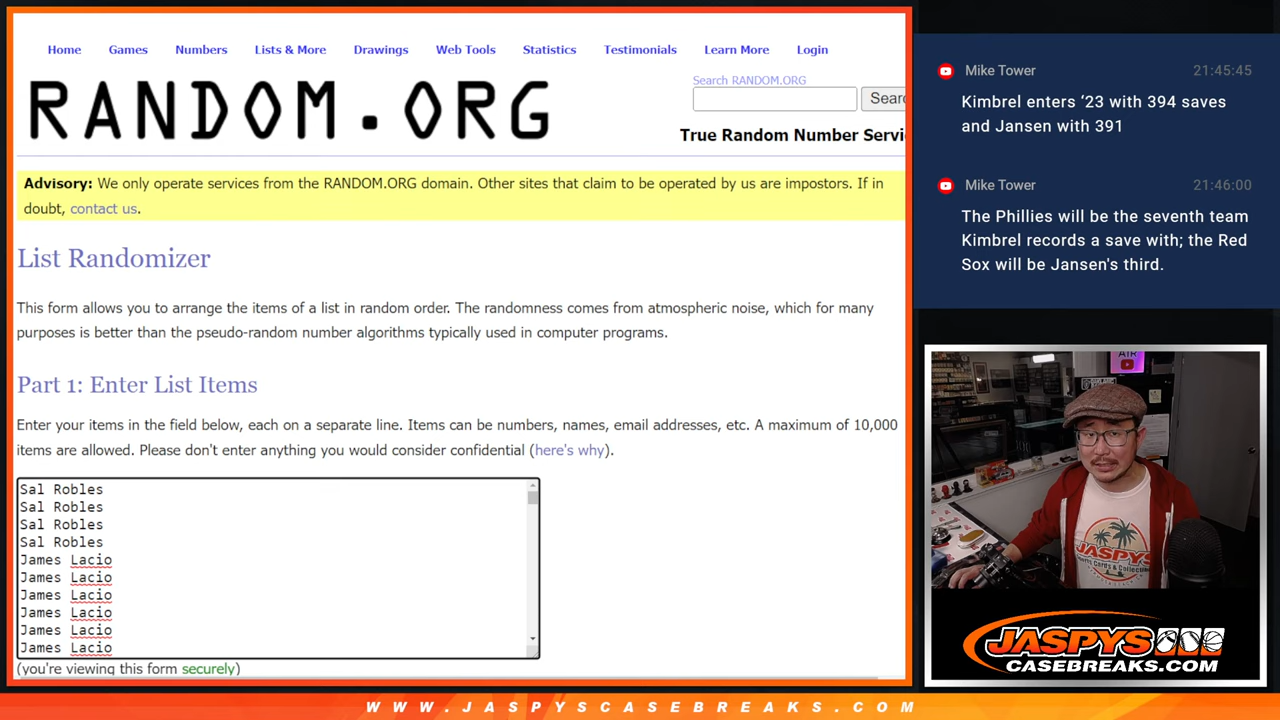 Home Games Numbers Lists & More Drawings Web Tools Statistics Testimonials Learn More Login
RANDOM.ORG
Search RANDOM.ORG
Searc
True Random Number Servi
Advisory: We only operate services from the RANDOM.ORG domain. Other sites that claim to be operated by us are impostors. If in
doubt, contact us.
List Randomizer
This form allows you to arrange the items of a list in random order. The randomness comes from atmospheric noise, which for many
purposes is better than the pseudo-random number algorithms typically used in computer programs.
Part 1: Enter List Items
Enter your items in the field below, each on a separate line. Items can be numbers, names, email addresses, etc. A maximum of 10,000
items are allowed. Please don't enter anything you would consider confidential (here's why).
Sal Robles
Sal Robles
Sal Robles
Sal Robles
James Lacio
James Lacio
James Lacio
James Lacio
James Lacio
James Lacio
(you're viewing this form securely)
Mike Tower 21:45:45
Kimbrel enters ‘23 with 394 saves
and Jansen with 391
Mike Tower 21:46:00
The Phillies will be the seventh team
Kimbrel records a save with; the Red
Sox will be Jansen's third.
AIR
JASPYS
JASPYS
CASEBREAKS.COM
WWW.JASPYSCASEBREAKS.COM